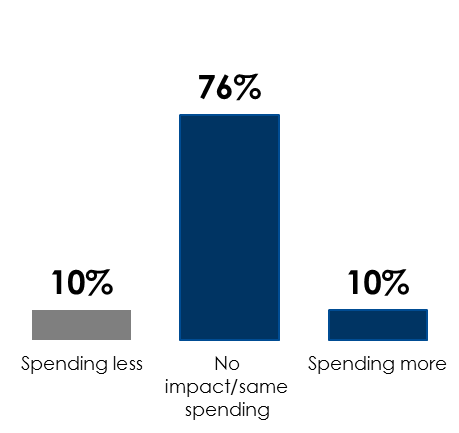 76%
10%
10%
Spending less
No
impact/same
spending
Spending more